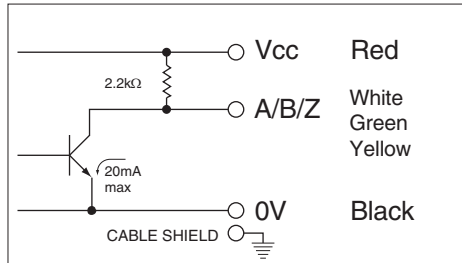 Vcc Red
2.2kΩ
A/B/Z White
Green
Yellow
20mA
max
0V Black
CABLE SHIELD